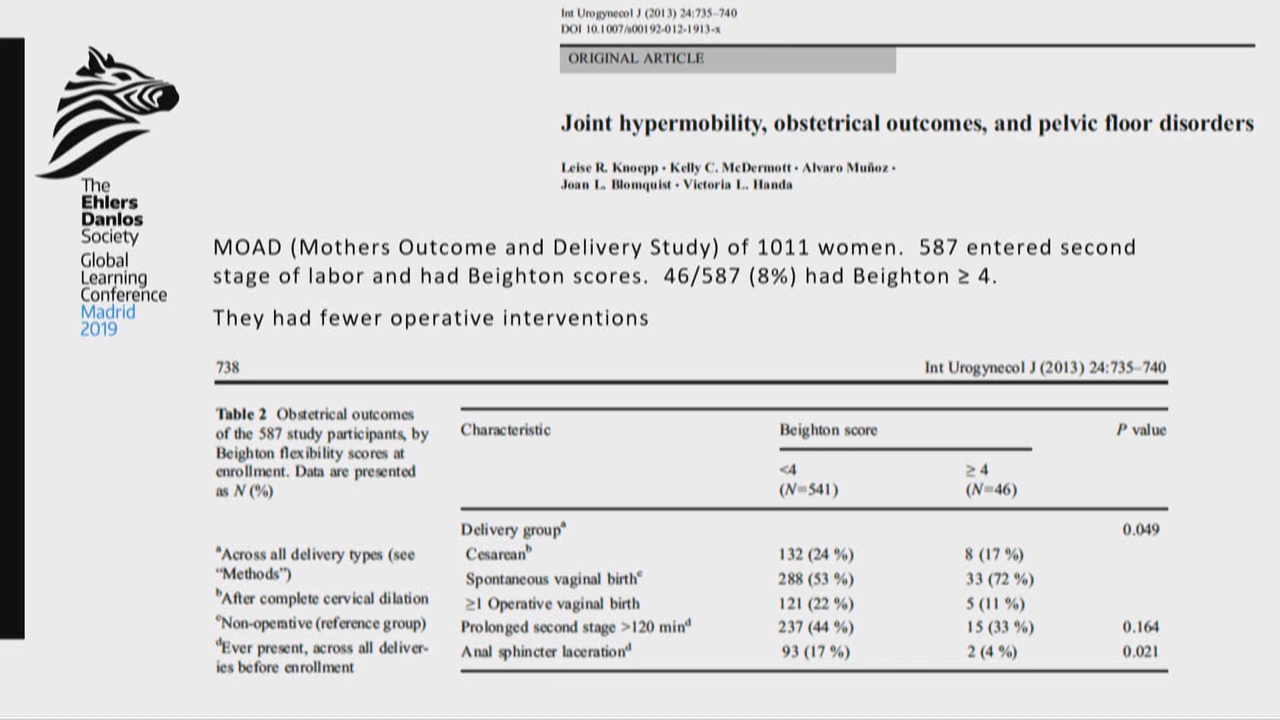 Int Urogynecol J (2013) 24:735–740
DOI 10.1007/s00192-012-1913-x
ORIGINAL ARTICLE
Joint hypermobility, obstetrical outcomes, and pelvic floor disorders
Leise R. Knoepp · Kelly C. McDermott · Alvaro Muñoz ·
Joan L. Blomquist · Victoria L. Handa
The
Ehlers
Danlos
Society
Global
Learning
Conference
Madrid
2019
MOAD (Mothers Outcome and Delivery Study) of 1011 women.  587 entered second
stage of labor and had Beighton scores.  46/587 (8%) had Beighton ≥ 4.
They had fewer operative interventions
738 Int Urogynecol J (2013) 24:735–740
Table 2 Obstetrical outcomes
of the 587 study participants, by
Beighton flexibility scores at
enrollment. Data are presented
as N (%)
ᵃAcross all delivery types (see
“Methods”)
ᵇAfter complete cervical dilation
ᶜNon-operative (reference group)
ᵈEver present, across all deliver-
ies before enrollment
Characteristic Beighton score P value
<4 ≥ 4
(N=541) (N=46)
Delivery groupᵃ 0.049
Cesareanᵇ 132 (24 %) 8 (17 %)
Spontaneous vaginal birthᶜ 288 (53 %) 33 (72 %)
≥1 Operative vaginal birth 121 (22 %) 5 (11 %)
Prolonged second stage >120 minᵈ 237 (44 %) 15 (33 %) 0.164
Anal sphincter lacerationᵈ 93 (17 %) 2 (4 %) 0.021